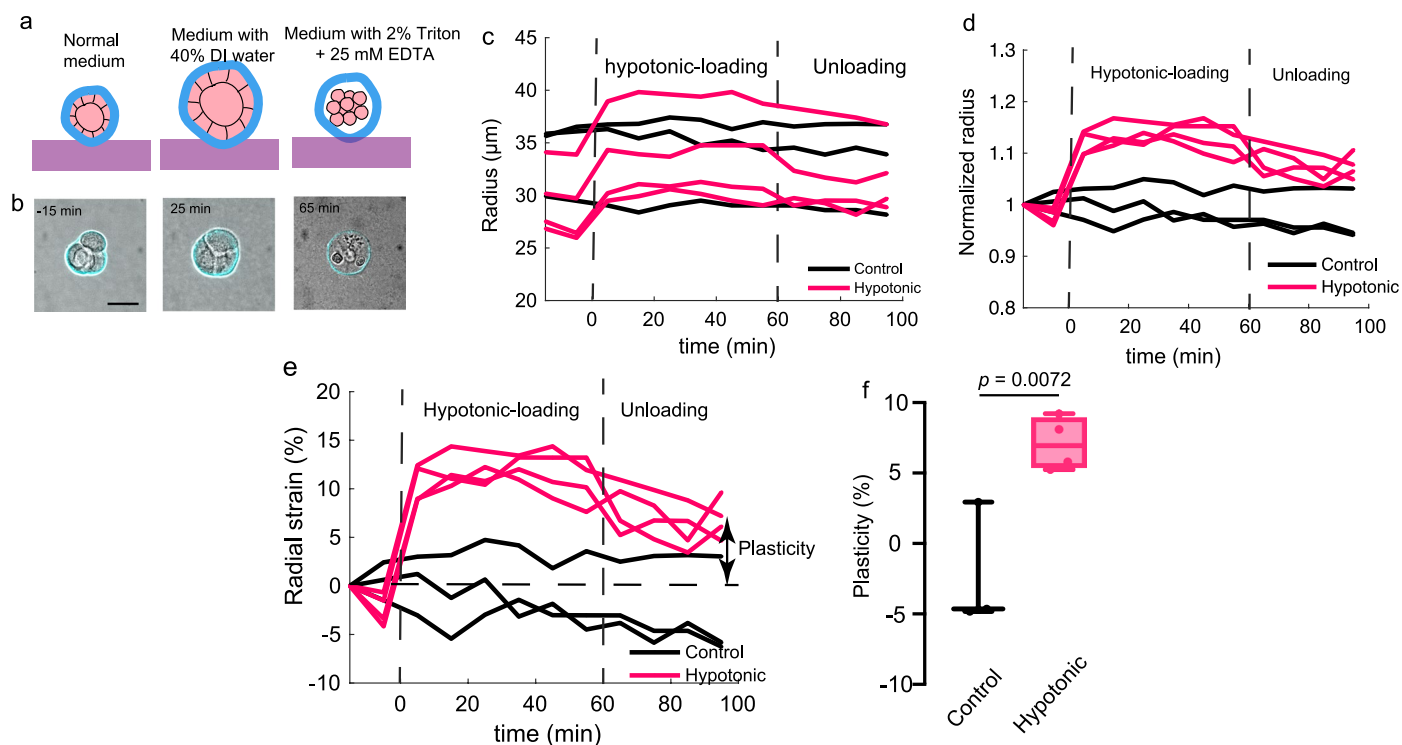 a
Normal
medium
Medium with
40% DI water
Medium with 2% Triton
+ 25 mM EDTA
b
-15 min
25 min
65 min
c
45
40
35
30
25
20
Radius (µm)
hypotonic-loading
Unloading
Control
Hypotonic
0
20
40
60
80
100
time (min)
d
1.3
1.2
1.1
1
0.9
0.8
Normalized radius
Hypotonic-loading
Unloading
Control
Hypotonic
0
20
40
60
80
100
time (min)
e
20
15
10
5
0
-5
-10
Radial strain (%)
Hypotonic-loading
Unloading
Plasticity
Control
Hypotonic
0
20
40
60
80
100
time (min)
f
p = 0.0072
10
5
0
-5
-10
Plasticity (%)
Control
Hypotonic